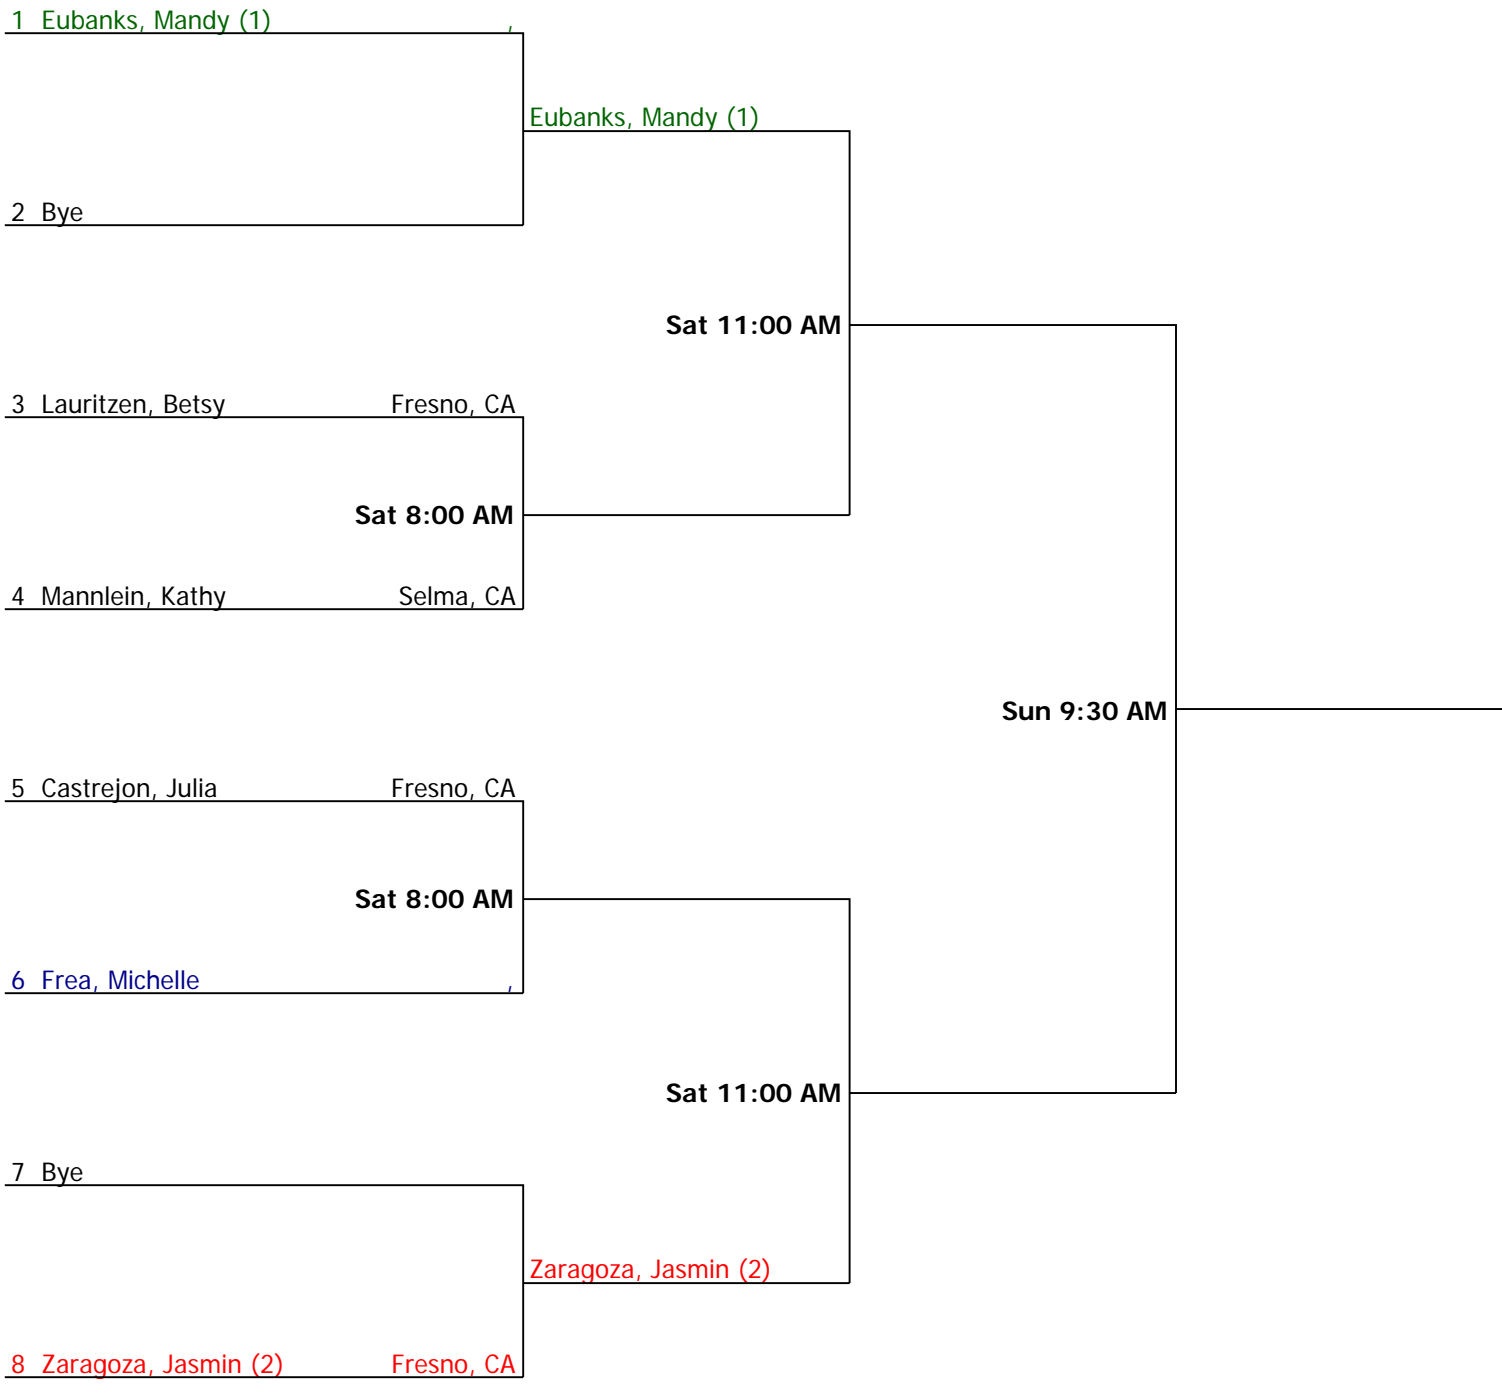 1 Eubanks, Mandy (1) ,
Eubanks, Mandy (1)
2 Bye
Sat 11:00 AM
3 Lauritzen, Betsy Fresno, CA
Sat 8:00 AM
4 Mannlein, Kathy Selma, CA
Sun 9:30 AM
5 Castrejon, Julia Fresno, CA
Sat 8:00 AM
6 Frea, Michelle ,
Sat 11:00 AM
7 Bye
Zaragoza, Jasmin (2)
8 Zaragoza, Jasmin (2) Fresno, CA